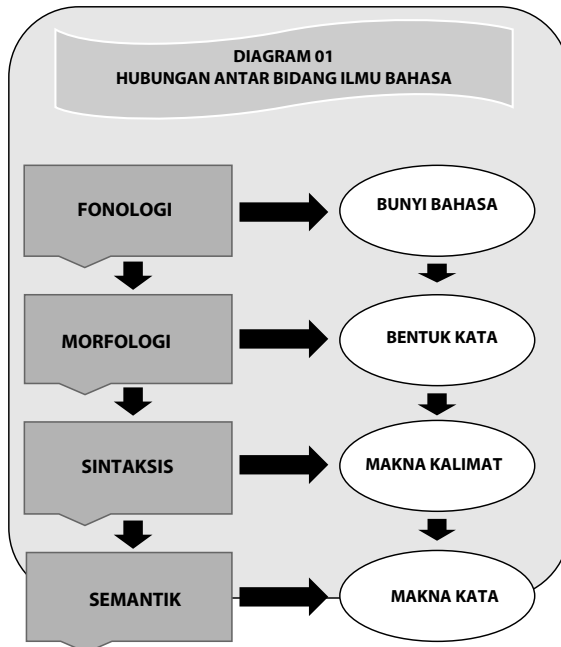 DIAGRAM 01
HUBUNGAN ANTAR BIDANG ILMU BAHASA
FONOLOGI
BUNYI BAHASA
MORFOLOGI
BENTUK KATA
SINTAKSIS
MAKNA KALIMAT
SEMANTIK
MAKNA KATA